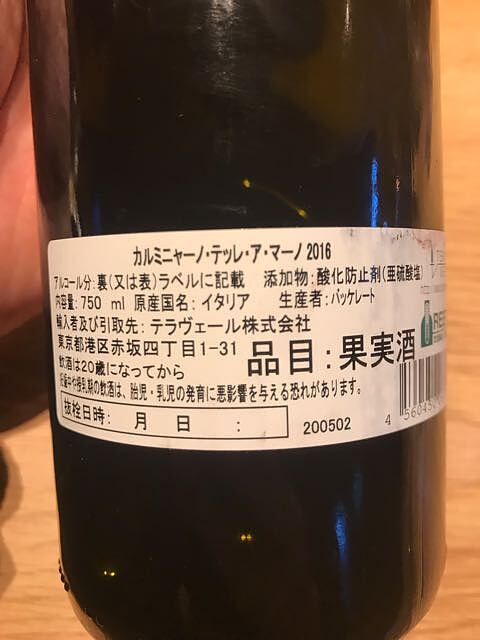 カルミニャーノ・テッレ・ア・マーノ 2016
アルコール分：裏（又は表）ラベルに記載 添加物：酸化防止剤（亜硫酸塩）
内容量：750 ml 原産国名：イタリア 生産者：バッケレート
輸入者及び引取先：テラヴェール株式会社
東京都港区赤坂四丁目1-31
品目：果実酒
飲酒は20歳になってから
妊娠中や授乳期の飲酒は、胎児・乳児の発育に悪影響を与える恐れがあります。
抜栓日時： 月 日 ：
200502